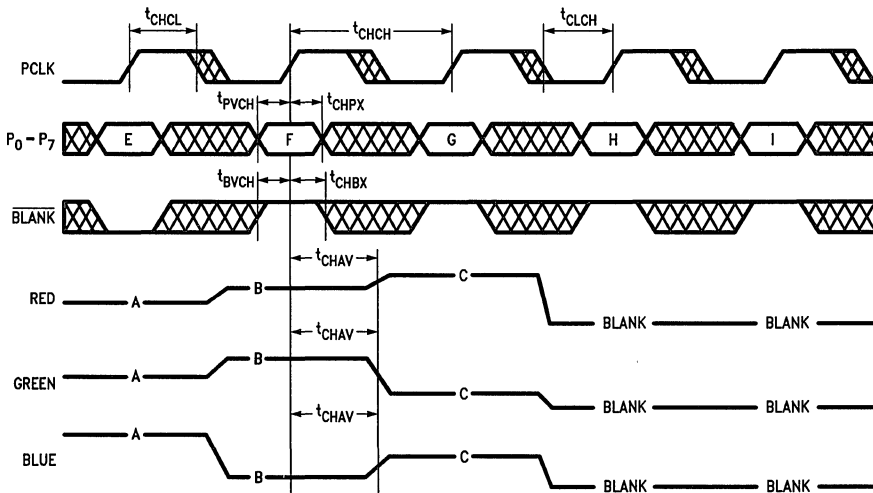 tCHCL tCHCH tCLCH
PCLK
tPVCH tCHPX
P0 – P7 E F G H I
tBVCH tCHBX
BLANK
tCHAV
RED A B C BLANK BLANK
tCHAV
GREEN A B C BLANK BLANK
tCHAV
BLUE A B C BLANK BLANK